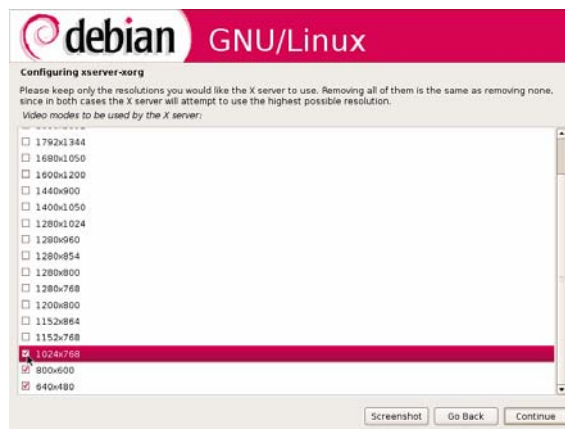 debian GNU/Linux
Configuring xserver-xorg
Please keep only the resolutions you would like the X server to use. Removing all of them is the same as removing none,
since in both cases the X server will attempt to use the highest possible resolution.
Video modes to be used by the X server:
1792x1344
1680x1050
1600x1200
1440x900
1400x1050
1280x1024
1280x960
1280x854
1280x800
1280x768
1200x800
1152x864
1152x768
1024x768
800x600
640x480
Screenshot Go Back Continue